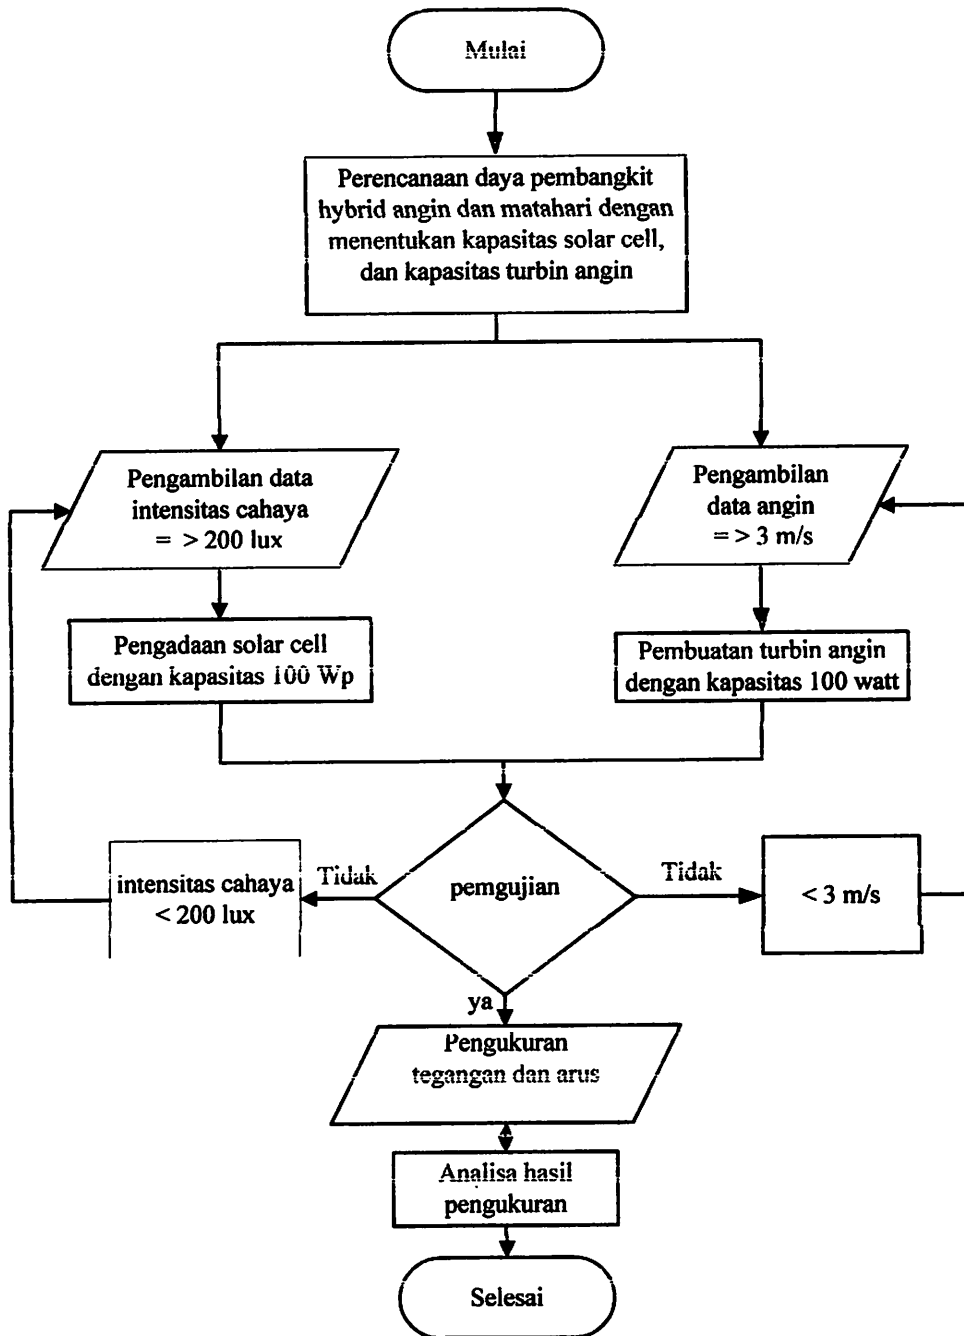 Mulai
Perencanaan daya pembangkit
hybrid angin dan matahari dengan
menentukan kapasitas solar cell,
dan kapasitas turbin angin
Pengambilan data
intensitas cahaya
= > 200 lux
Pengambilan
data angin
= > 3 m/s
Pengadaan solar cell
dengan kapasitas 100 Wp
Pembuatan turbin angin
dengan kapasitas 100 watt
intensitas cahaya
< 200 lux
Tidak
pemgujian
Tidak
< 3 m/s
ya
Pengukuran
tegangan dan arus
Analisa hasil
pengukuran
Selesai